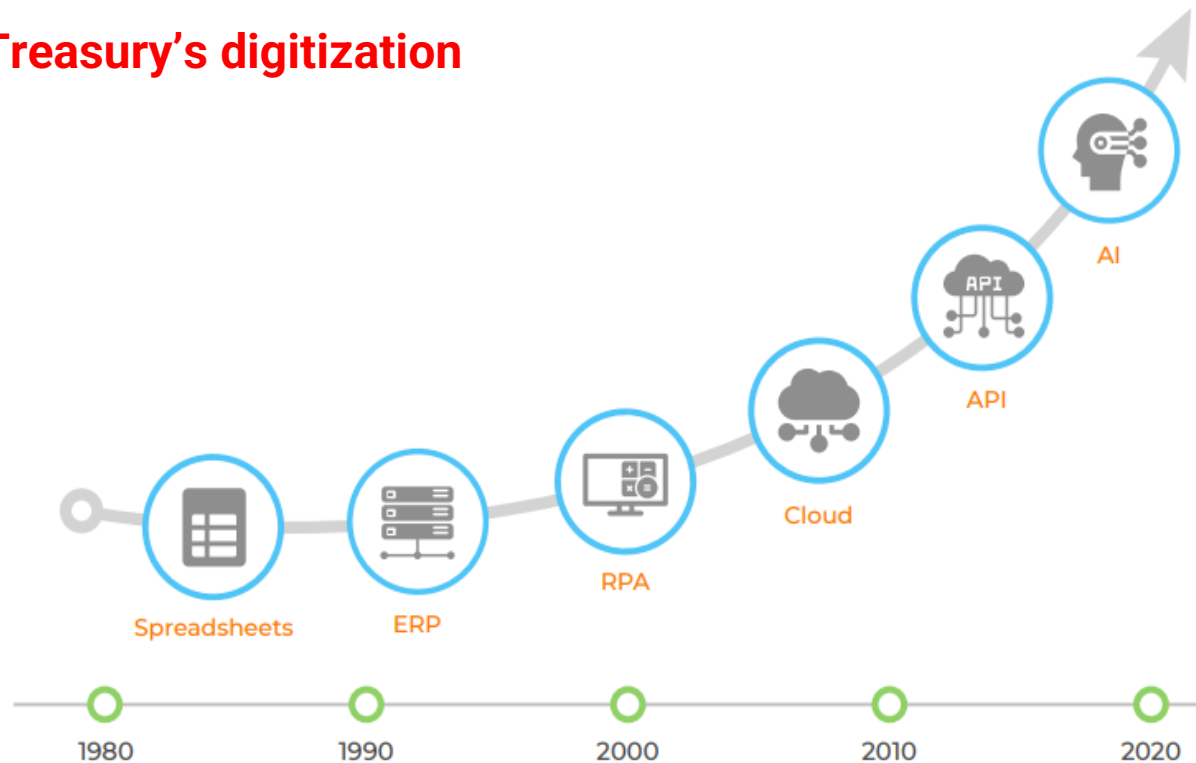 Treasury's digitization
AI
API
API
Cloud
RPA
Spreadsheets
ERP
1980
1990
2000
2010
2020